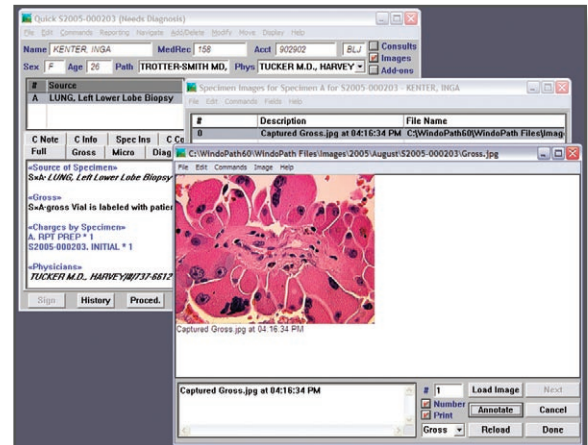 Quick S2005-000203 (Needs Diagnosis)
File Edit Commands Reporting Navigate Add/Delete Modify Move Display Help
Name KENTER, INGA MedRec 158 Acct 902902 BLJ Consults
Images
Sex F Age 26 Path TROTTER-SMITH MD, Phys TUCKER M.D., HARVEY Add-ons
# Source
A LUNG, Left Lower Lobe Biopsy
C Note C Info Spec Ins C Ce
Full Gross Micro Diag
«Source of Specimen»
S»A-LUNG, Left Lower Lobe Biopsy
«Gross»
S»A-gross Vial is labeled with patie
«Charges by Specimen»
A. RPT PREP * 1
S2005-000203. INITIAL * 1
«Physicians»
TUCKER M.D., HARVEY/#/737-6612
Sign History Proced.
Specimen Images for Specimen A for S2005-000203 - KENTER, INGA
File Edit Commands Fields Help
# Description File Name
0 Captured Gross.jpg at 04:16:34 PM C:\WindoPath60\WindoPath Files\Imag
C:\WindoPath60\WindoPath Files\Images\2005\August\S2005-000203\Gross.jpg
File Edit Commands Image Help
Captured Gross.jpg at 04:16:34 PM
Captured Gross.jpg at 04:16:34 PM
# 1 Load Image Next
Number
Print
Annotate Cancel
Gross Reload Done